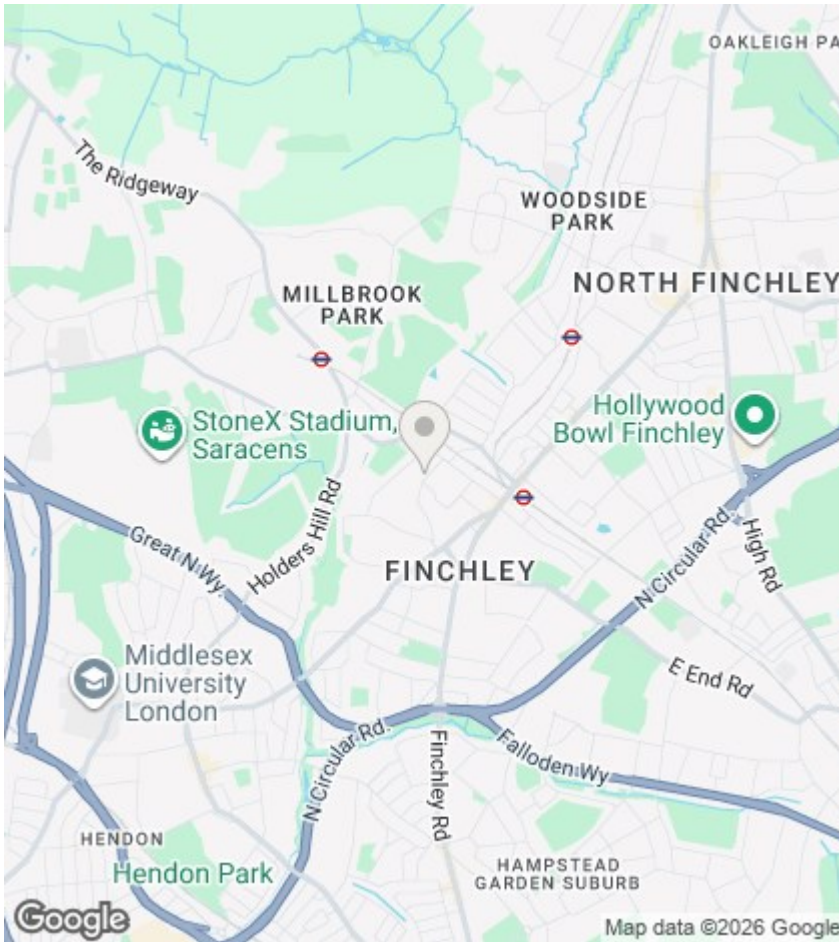 OAKLEIGH PA
The Ridgeway
WOODSIDE
PARK
NORTH FINCHLEY
MILLBROOK
PARK
StoneX Stadium,
Saracens
Hollywood
Bowl Finchley
Holders Hill Rd
Great N Wy.
FINCHLEY
N Circular Rd.
High Rd
Middlesex
University
London
E End Rd
N Circular Rd.
Finchley Rd
Falloden Wy
HENDON
Hendon Park
HAMPSTEAD
GARDEN SUBURB
Google
Map data ©2026 Google